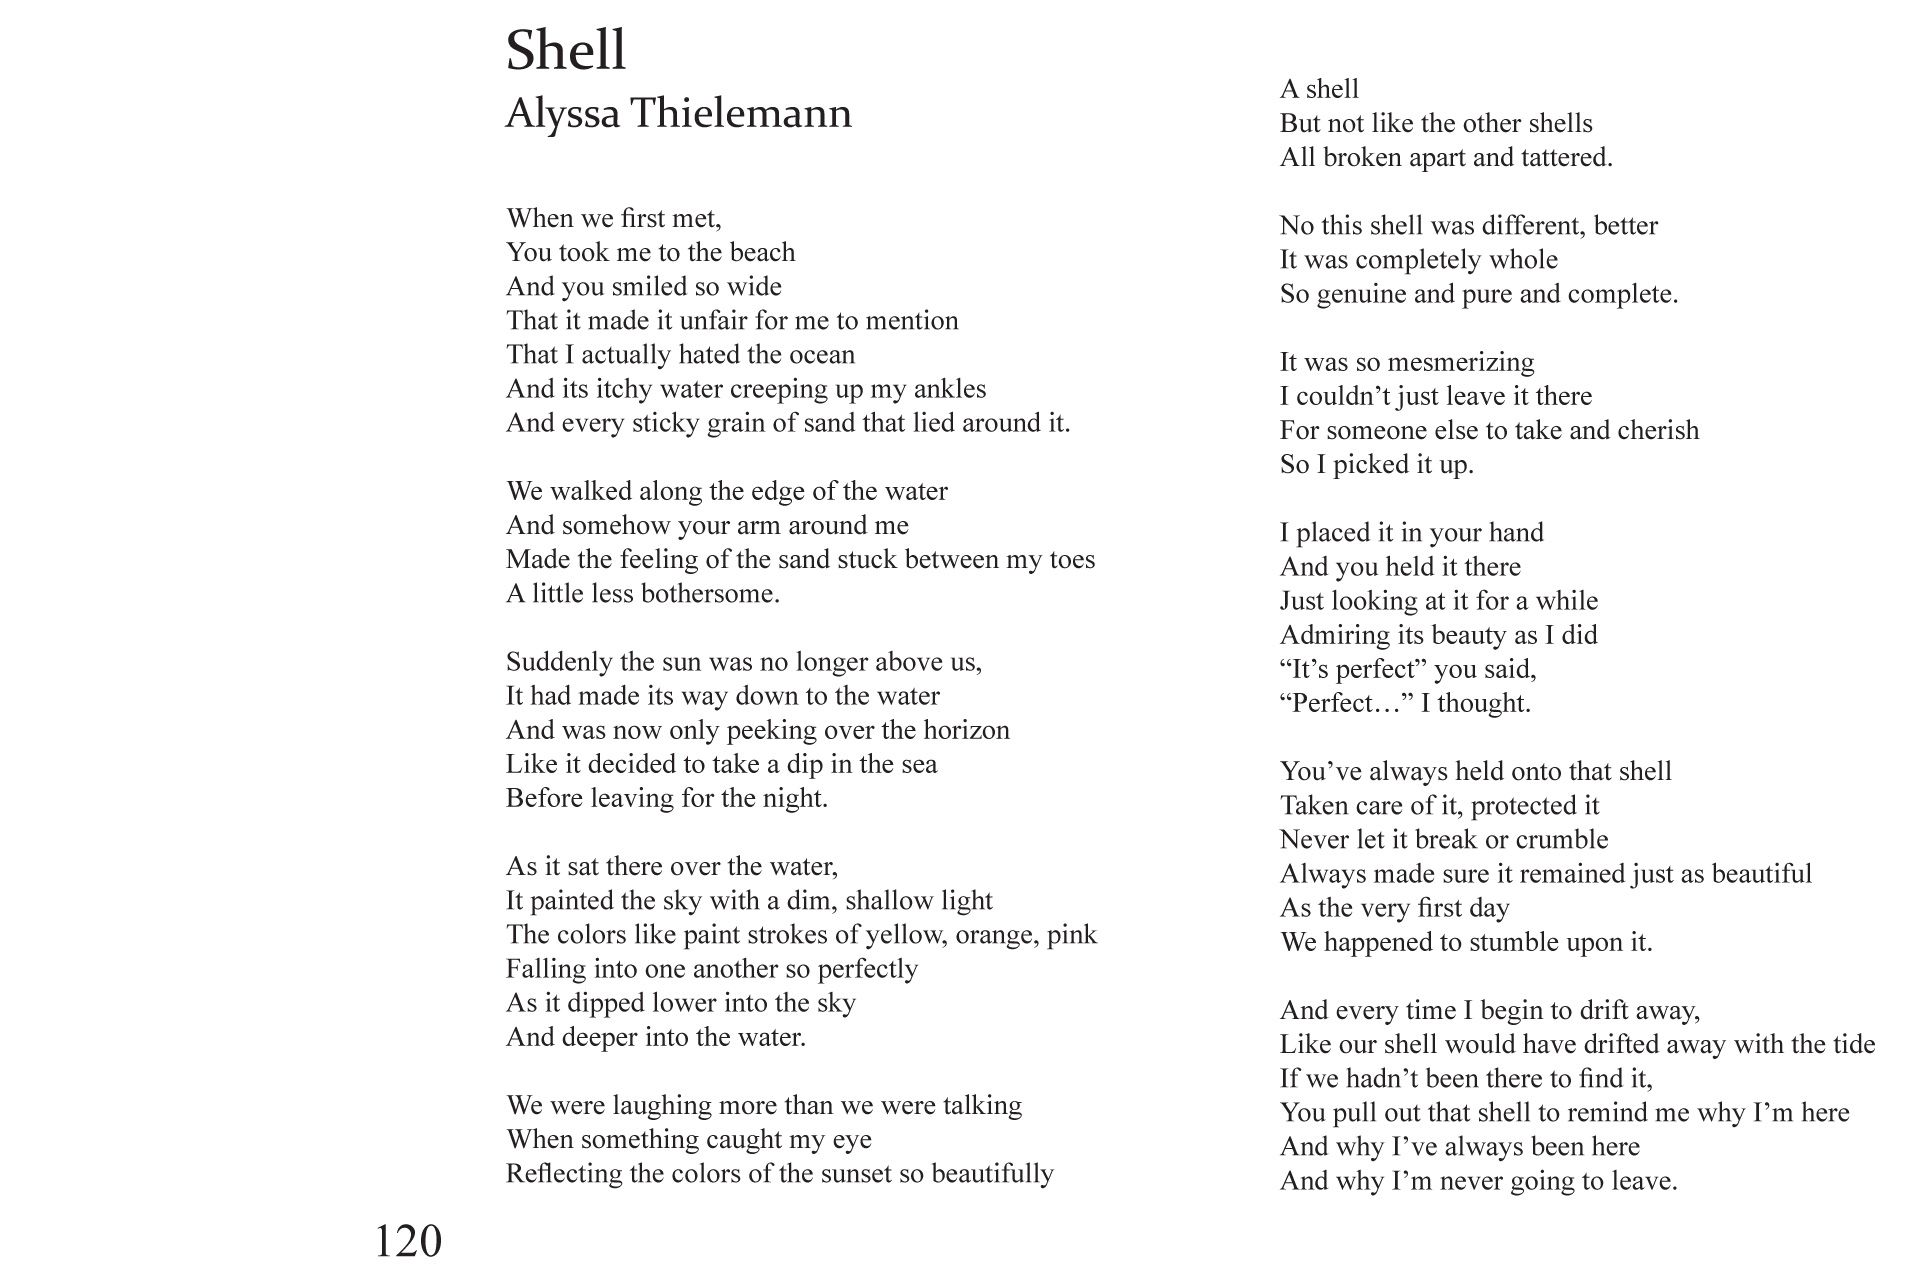 Shell
Alyssa Thielemann
When we first met,
You took me to the beach
And you smiled so wide
That it made it unfair for me to mention
That I actually hated the ocean
And its itchy water creeping up my ankles
And every sticky grain of sand that lied around it.
We walked along the edge of the water
And somehow your arm around me
Made the feeling of the sand stuck between my toes
A little less bothersome.
Suddenly the sun was no longer above us,
It had made its way down to the water
And was now only peeking over the horizon
Like it decided to take a dip in the sea
Before leaving for the night.
As it sat there over the water,
It painted the sky with a dim, shallow light
The colors like paint strokes of yellow, orange, pink
Falling into one another so perfectly
As it dipped lower into the sky
And deeper into the water.
We were laughing more than we were talking
When something caught my eye
Reflecting the colors of the sunset so beautifully
A shell
But not like the other shells
All broken apart and tattered.
No this shell was different, better
It was completely whole
So genuine and pure and complete.
It was so mesmerizing
I couldn’t just leave it there
For someone else to take and cherish
So I picked it up.
I placed it in your hand
And you held it there
Just looking at it for a while
Admiring its beauty as I did
“It’s perfect” you said,
“Perfect…” I thought.
You’ve always held onto that shell
Taken care of it, protected it
Never let it break or crumble
Always made sure it remained just as beautiful
As the very first day
We happened to stumble upon it.
And every time I begin to drift away,
Like our shell would have drifted away with the tide
If we hadn’t been there to find it,
You pull out that shell to remind me why I’m here
And why I’ve always been here
And why I’m never going to leave.
120